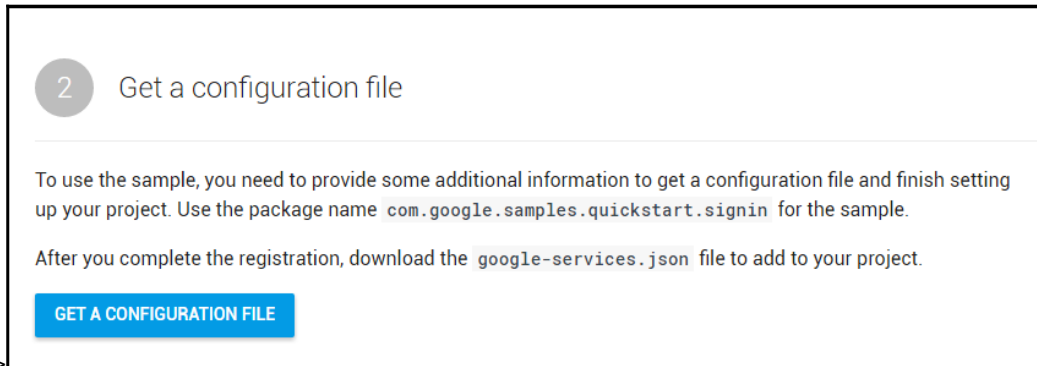 2
Get a configuration file
To use the sample, you need to provide some additional information to get a configuration file and finish setting
up your project. Use the package name com.google.samples.quickstart.signin for the sample.
After you complete the registration, download the google-services.json file to add to your project.
GET A CONFIGURATION FILE